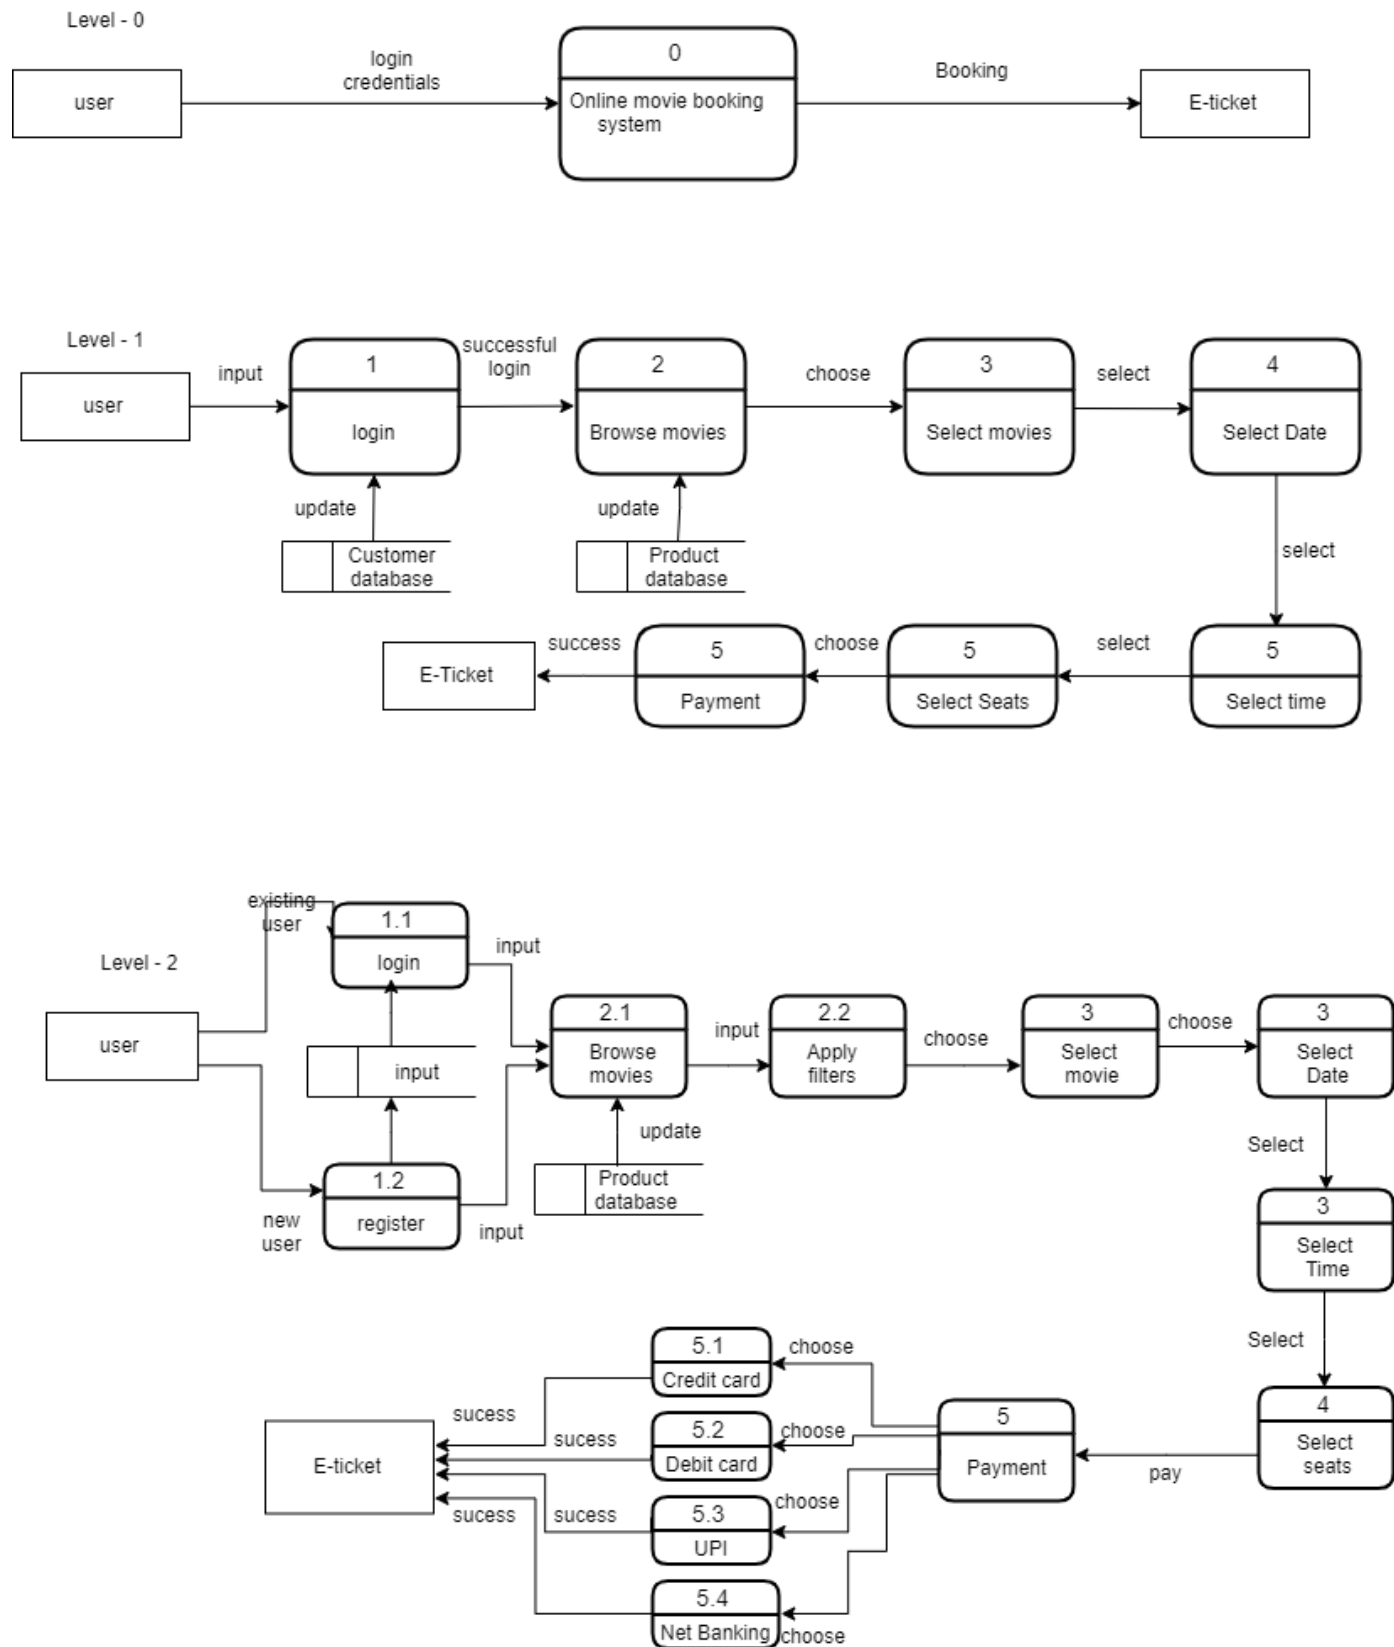 Level - 0
user
login
credentials
0
Online movie booking
system
Booking
E-ticket
Level - 1
user
input
1
login
successful
login
2
Browse movies
choose
3
Select movies
select
4
Select Date
update
Customer
database
update
Product
database
select
5
Select time
select
5
Select Seats
choose
5
Payment
success
E-Ticket
Level - 2
user
existing
user
1.1
login
input
input
new
user
1.2
register
input
2.1
Browse
movies
update
Product
database
input
2.2
Apply
filters
choose
3
Select
movie
choose
3
Select
Date
Select
3
Select
Time
Select
4
Select
seats
pay
5
Payment
choose
5.1
Credit card
choose
5.2
Debit card
choose
5.3
UPI
choose
5.4
Net Banking
sucess
sucess
sucess
sucess
E-ticket